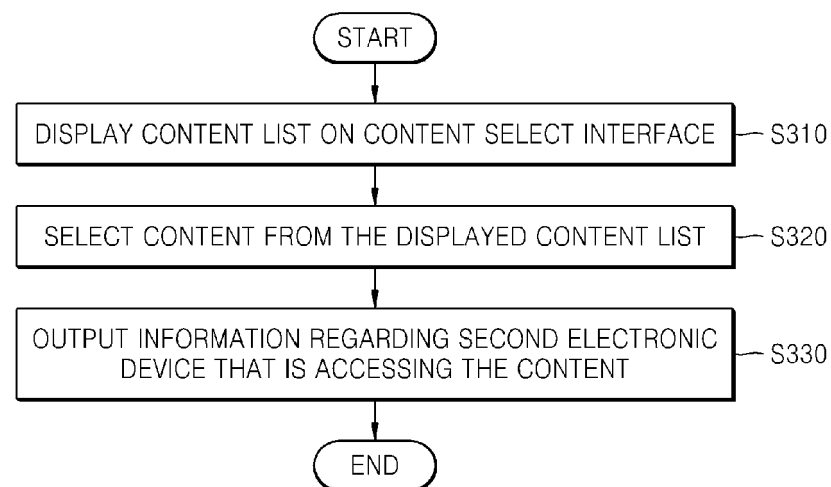 START
DISPLAY CONTENT LIST ON CONTENT SELECT INTERFACE
S310
SELECT CONTENT FROM THE DISPLAYED CONTENT LIST
S320
OUTPUT INFORMATION REGARDING SECOND ELECTRONIC
DEVICE THAT IS ACCESSING THE CONTENT
S330
END